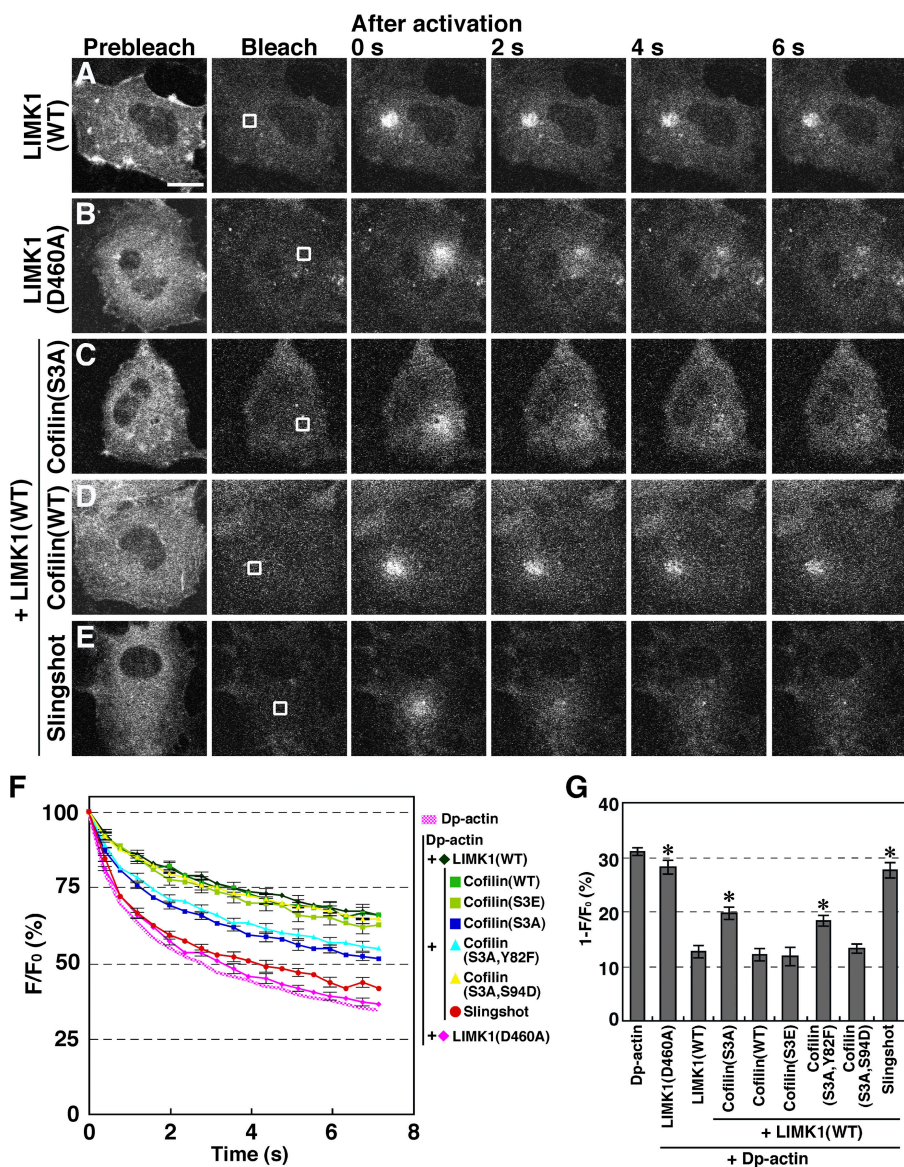 After activation
Prebleach Bleach 0 s 2 s 4 s 6 s
A
LIMK1
(WT)
B
LIMK1
(D460A)
+ LIMK1(WT)
C
Cofilin(S3A)
D
Cofilin(WT)
E
Slingshot
F
100
75
50
25
0
F/F₀ (%)
0 2 4 6 8
Time (s)
Dp-actin
Dp-actin
+ LIMK1(WT)
+
Cofilin(WT)
Cofilin(S3E)
Cofilin(S3A)
Cofilin
(S3A,Y82F)
Cofilin
(S3A,S94D)
Slingshot
+ LIMK1(D460A)
G
40
30
20
10
0
1-F/F₀ (%)
* * * *
Dp-actin
LIMK1(D460A)
LIMK1(WT)
Cofilin(S3A)
Cofilin(WT)
Cofilin(S3E)
Cofilin
(S3A,Y82F)
Cofilin
(S3A,S94D)
Slingshot
+ LIMK1(WT)
+ Dp-actin